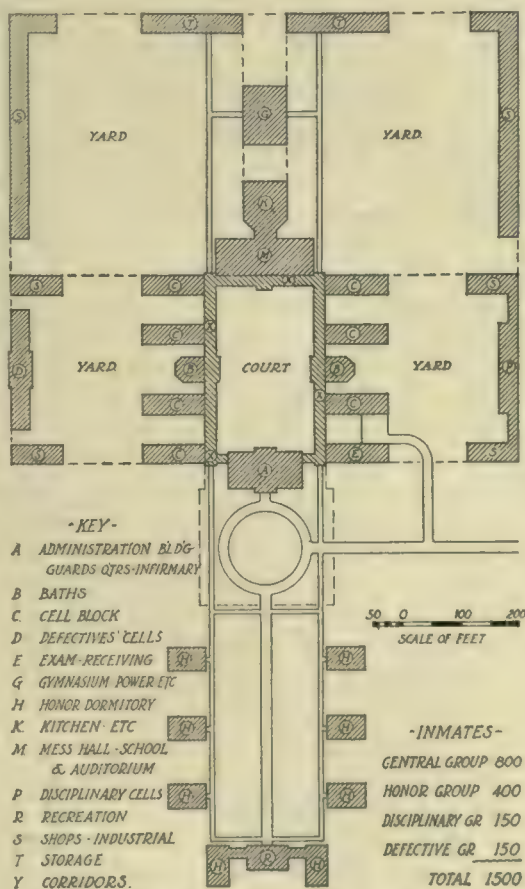 T
T
S
YARD
G
YARD
S
K
M
S
C
X
C
S
X
C
C
D
YARD
B
COURT
B
YARD
P
C
X
C
S
C
X
A
E
S
-KEY-
A ADMINISTRATION BL'D'G
GUARDS QTRS-INFIRMARY
B BATHS
C CELL BLOCK
D DEFECTIVES' CELLS
E EXAM-RECEIVING
G GYMNASIUM POWER ETC
H HONOR DORMITORY
K KITCHEN-ETC
M MESS HALL-SCHOOL
& AUDITORIUM
P DISCIPLINARY CELLS
R RECREATION
S SHOPS-INDUSTRIAL
T STORAGE
Y CORRIDORS.
50 0 100 200
SCALE OF FEET
H H
H H
H H
H R H
-INMATES-
GENERAL GROUP 800
HONOR GROUP 400
DISCIPLINARY GR 150
DEFECTIVE GR 150
TOTAL 1500